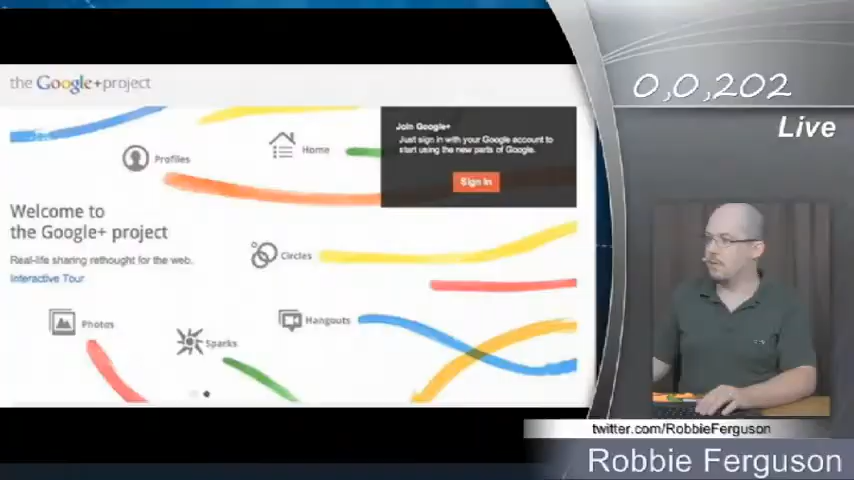 the Google+ project
Join Google+
Just sign in with your Google account to
start using the new parts of Google.
Sign in
Profiles
Home
Welcome to
the Google+ project
Real-life sharing rethought for the web.
Interactive Tour
Circles
Photos
Sparks
Hangouts
0,0,202
Live
twitter.com/RobbieFerguson
Robbie Ferguson